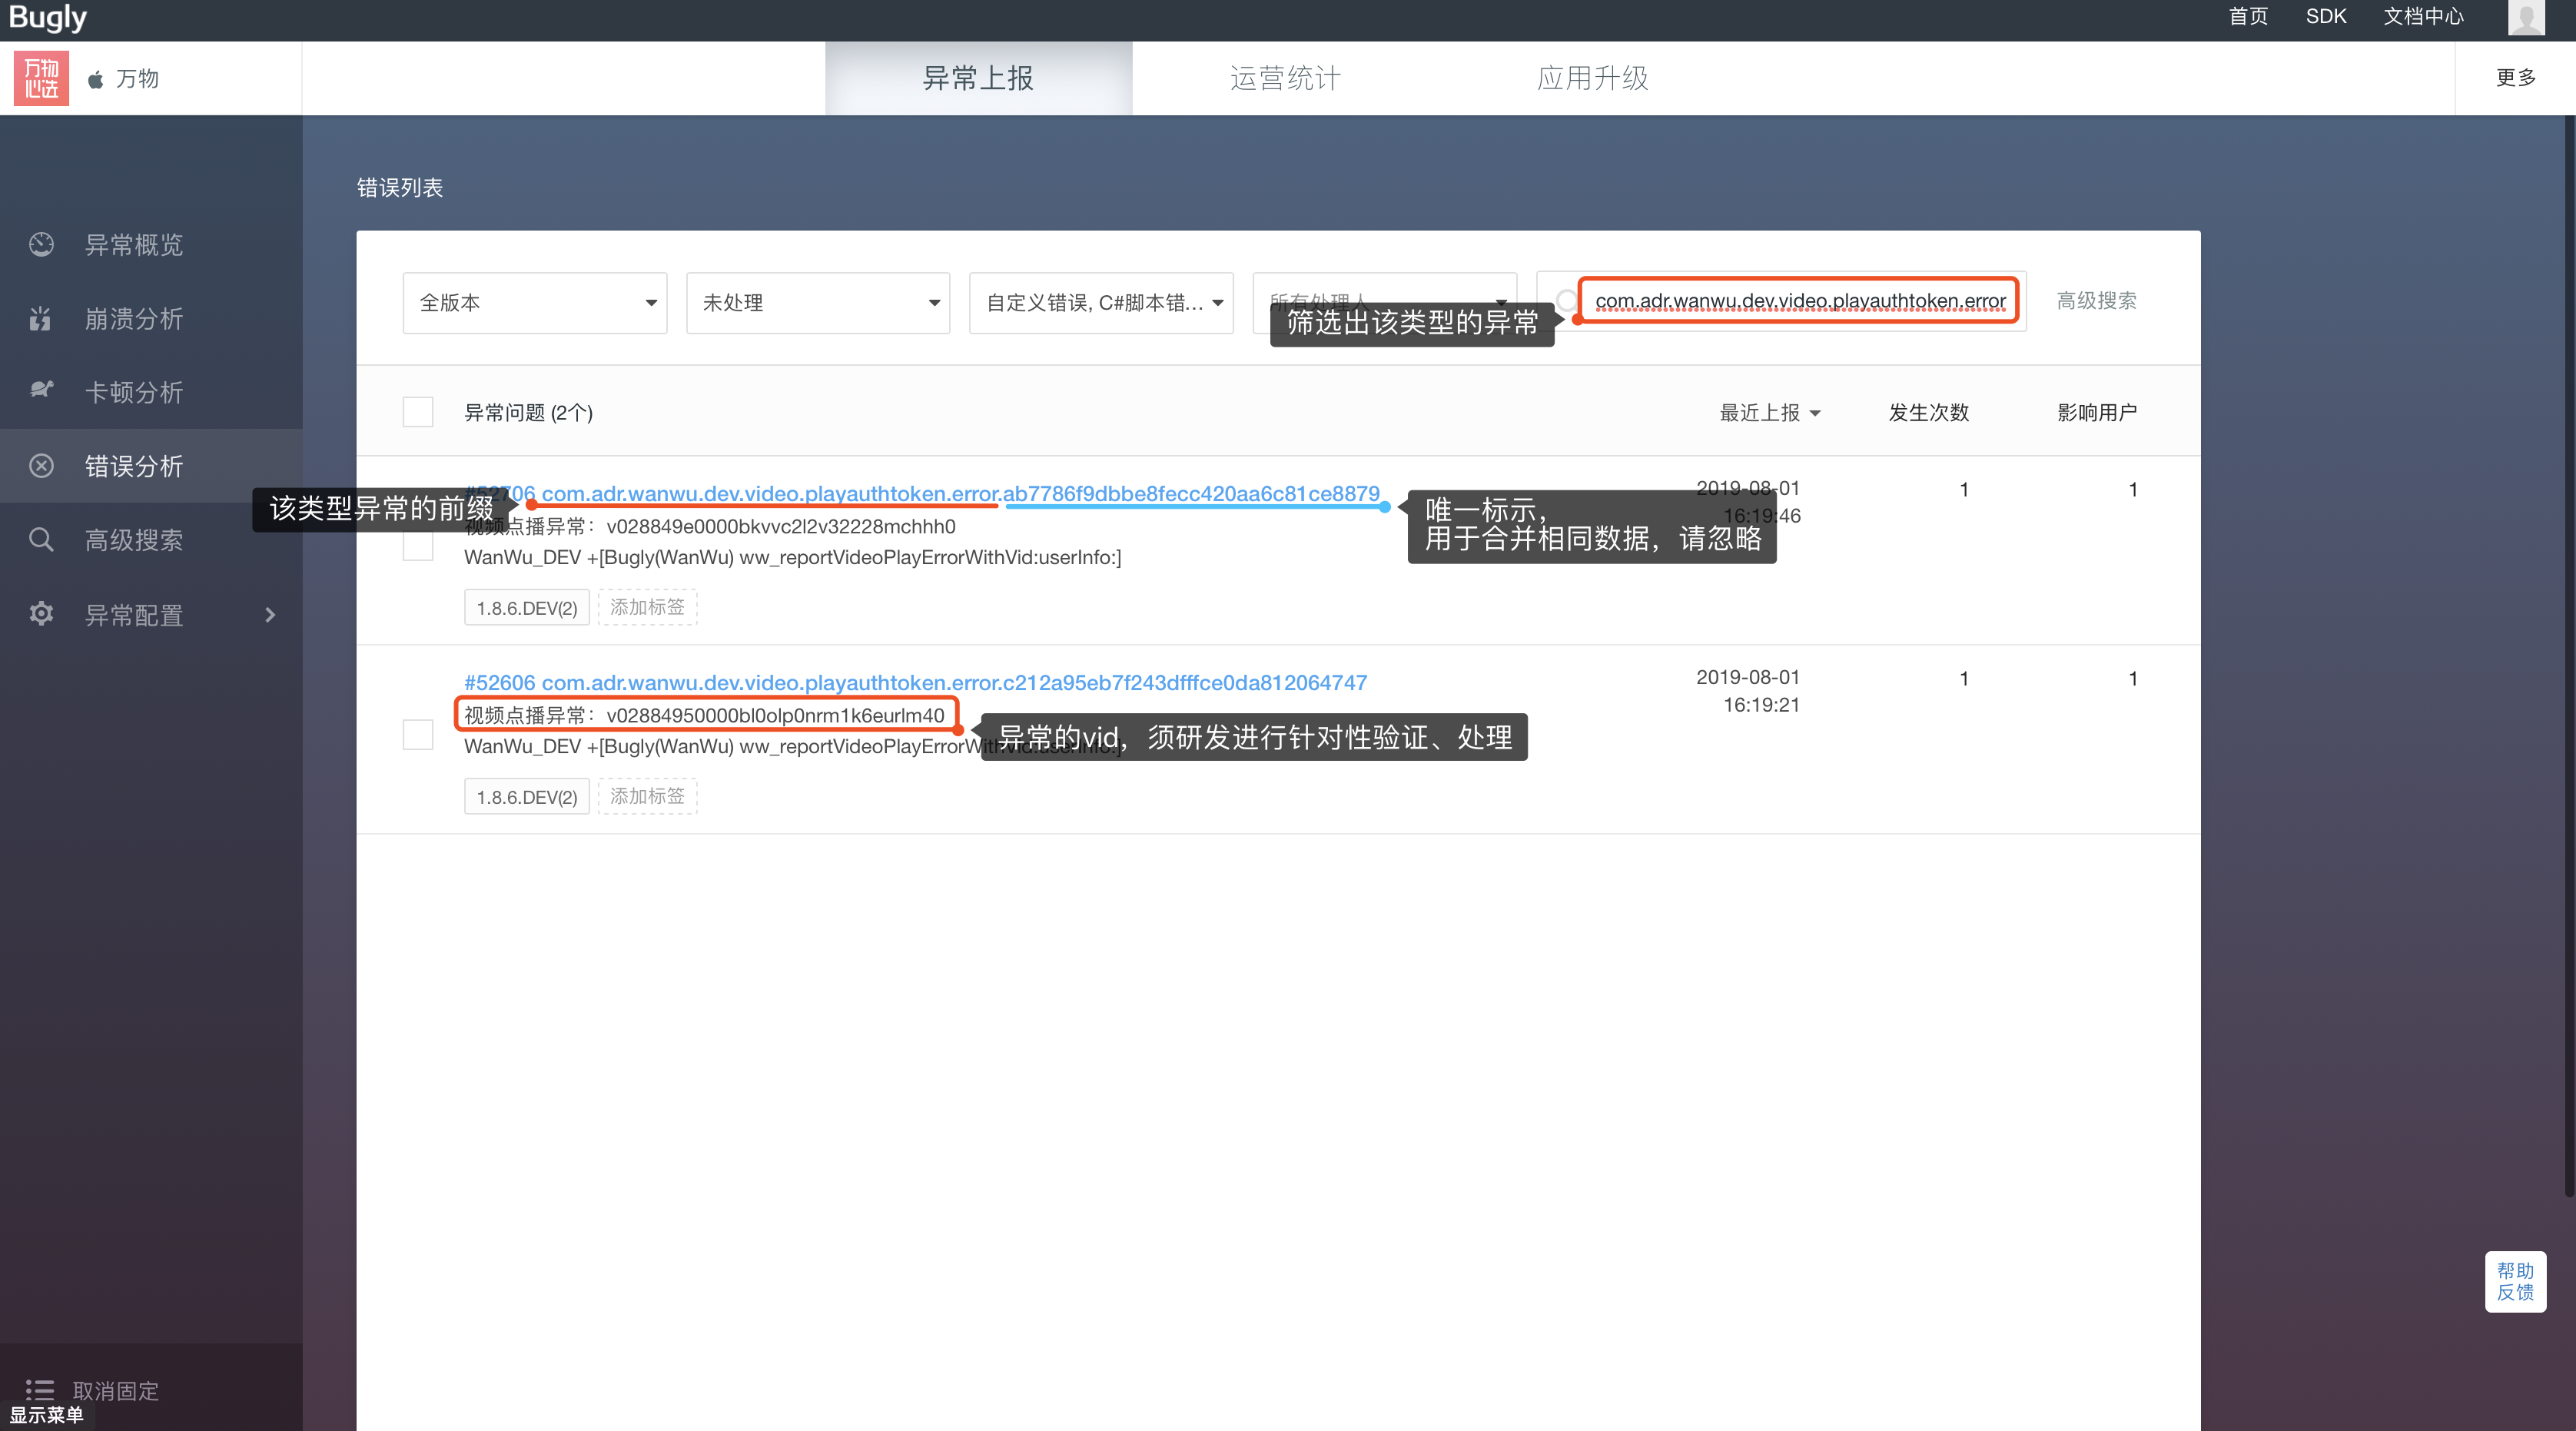 Bugly
首页 SDK 文档中心
万物
心选
万物
异常上报 运营统计 应用升级 更多
错误列表
异常概览
崩溃分析
卡顿分析
错误分析
高级搜索
异常配置
全版本 未处理 自定义错误, C#脚本错... 所有处理人 com.adr.wanwu.dev.video.playauthtoken.error 高级搜索
筛选出该类型的异常
异常问题 (2个) 最近上报 发生次数 影响用户
该类型异常的前缀
#52706 com.adr.wanwu.dev.video.playauthtoken.error.ab7786f9dbbe8fecc420aa6c81ce8879
2019-08-01
16:19:46
1 1
唯一标示，
用于合并相同数据，请忽略
视频点播异常：v028849e0000bkvvc2l2v32228mchhh0
WanWu_DEV +[Bugly(WanWu) ww_reportVideoPlayErrorWithVid:userInfo:]
1.8.6.DEV(2) 添加标签
#52606 com.adr.wanwu.dev.video.playauthtoken.error.c212a95eb7f243dfffce0da812064747
2019-08-01
16:19:21
1 1
视频点播异常：v02884950000bl0olp0nrm1k6eurlm40
异常的vid，须研发进行针对性验证、处理
WanWu_DEV +[Bugly(WanWu) ww_reportVideoPlayErrorWithVid:userInfo:]
1.8.6.DEV(2) 添加标签
帮助
反馈
取消固定
显示菜单